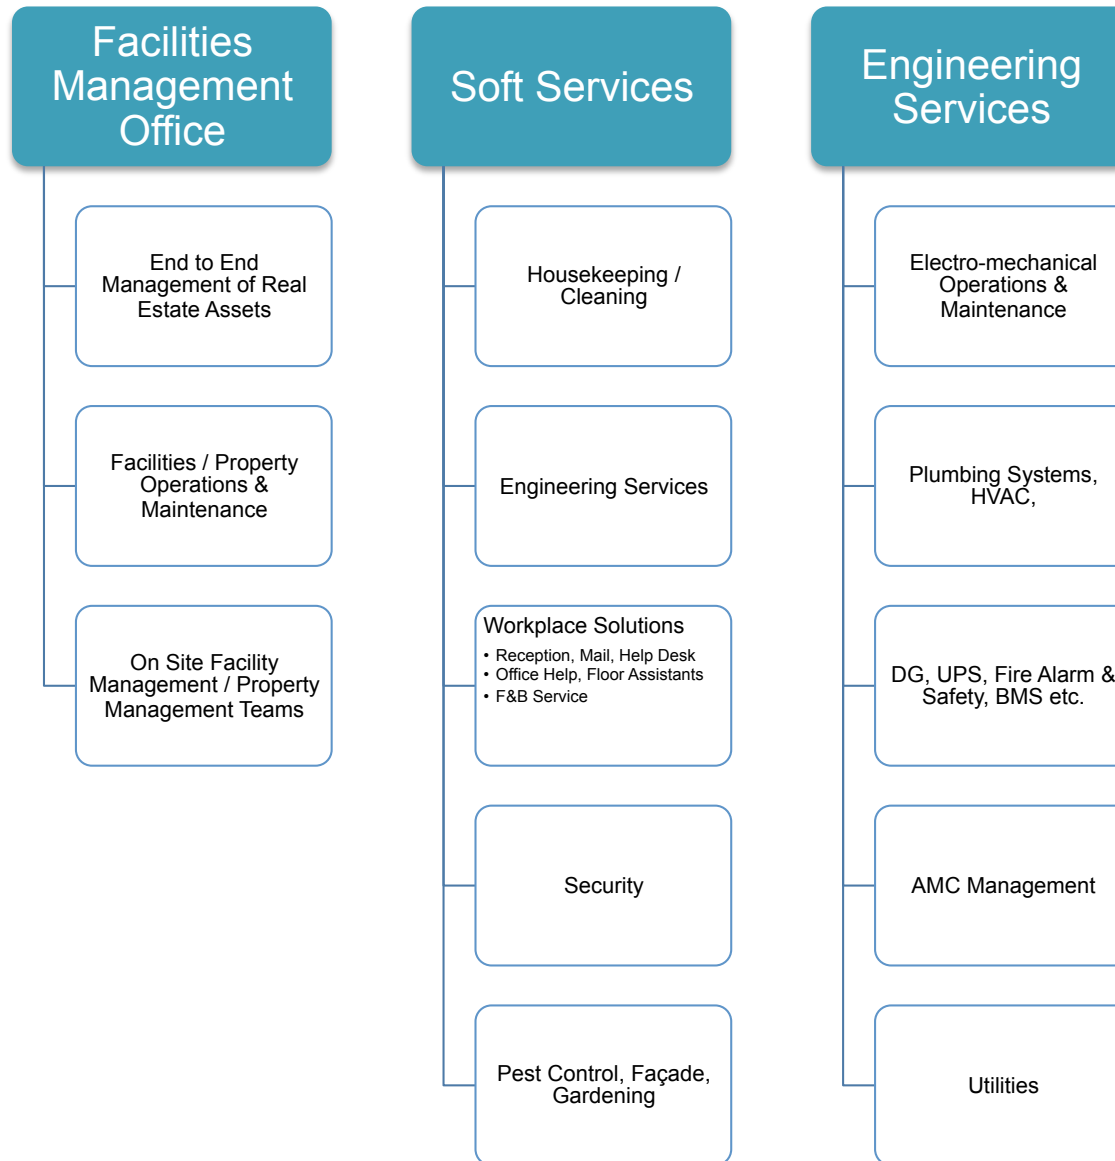 Facilities
Management
Office
End to End
Management of Real
Estate Assets
Facilities / Property
Operations &
Maintenance
On Site Facility
Management / Property
Management Teams
Soft Services
Housekeeping /
Cleaning
Engineering Services
Workplace Solutions
• Reception, Mail, Help Desk
• Office Help, Floor Assistants
• F&B Service
Security
Pest Control, Façade,
Gardening
Engineering
Services
Electro-mechanical
Operations &
Maintenance
Plumbing Systems,
HVAC,
DG, UPS, Fire Alarm &
Safety, BMS etc.
AMC Management
Utilities